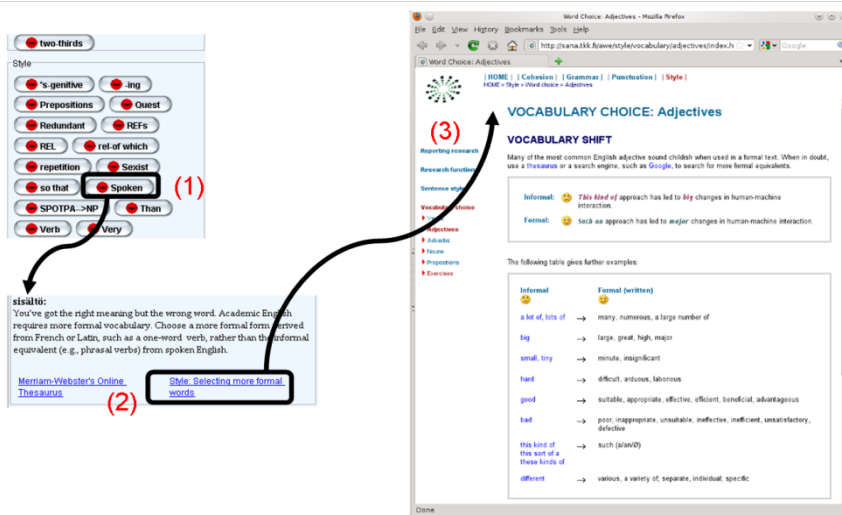 two-thirds
Style
's-genitive -ing
Prepositions Quest
Redundant REFs
REL rel-of which
repetition Sexist
so that Spoken
(1)
SPOTPA-->NP Than
Verb Very
sisältö:
You've got the right meaning but the wrong word. Academic English
requires more formal vocabulary. Choose a more formal form derived
from French or Latin, such as a one-word verb, rather than the informal
equivalent (e.g., phrasal verbs) from spoken English.
Merriam-Webster's Online
Thesaurus
Style: Selecting more formal
words
(2)
Word Choice: Adjectives - Mozilla Firefox
File Edit View History Bookmarks Tools Help
http://sana.tkk.fi/awe/style/vocabulary/adjectives/index.h
Google
Word Choice: Adjectives
| HOME | | Cohesion | | Grammar | | Punctuation | | Style |
HOME > Style > Word choice > Adjectives
(3)
Reporting research
Research function
Sentence style
Vocabulary choice
Adjectives
Adverbs
Nouns
Prepositions
Exercises
VOCABULARY CHOICE: Adjectives
VOCABULARY SHIFT
Many of the most common English adjective sound childish when used in a formal text. When in doubt,
use a thesaurus or a search engine, such as Google, to search for more formal equivalents.
Informal: This kind of approach has led to big changes in human-machine
interaction.
Formal: Such an approach has led to major changes in human-machine interaction.
The following table gives further examples:
Informal Formal (written)
a lot of, lots of → many, numerous, a large number of
big → large, great, high, major
small, tiny → minute, insignificant
hard → difficult, arduous, laborious
good → suitable, appropriate, effective, efficient, beneficial, advantageous
bad → poor, inappropriate, unsuitable, ineffective, inefficient, unsatisfactory,
defective
this kind of → such (a/an/Ø)
this sort of a
these kinds of
different → various, a variety of; separate, individual; specific
Done